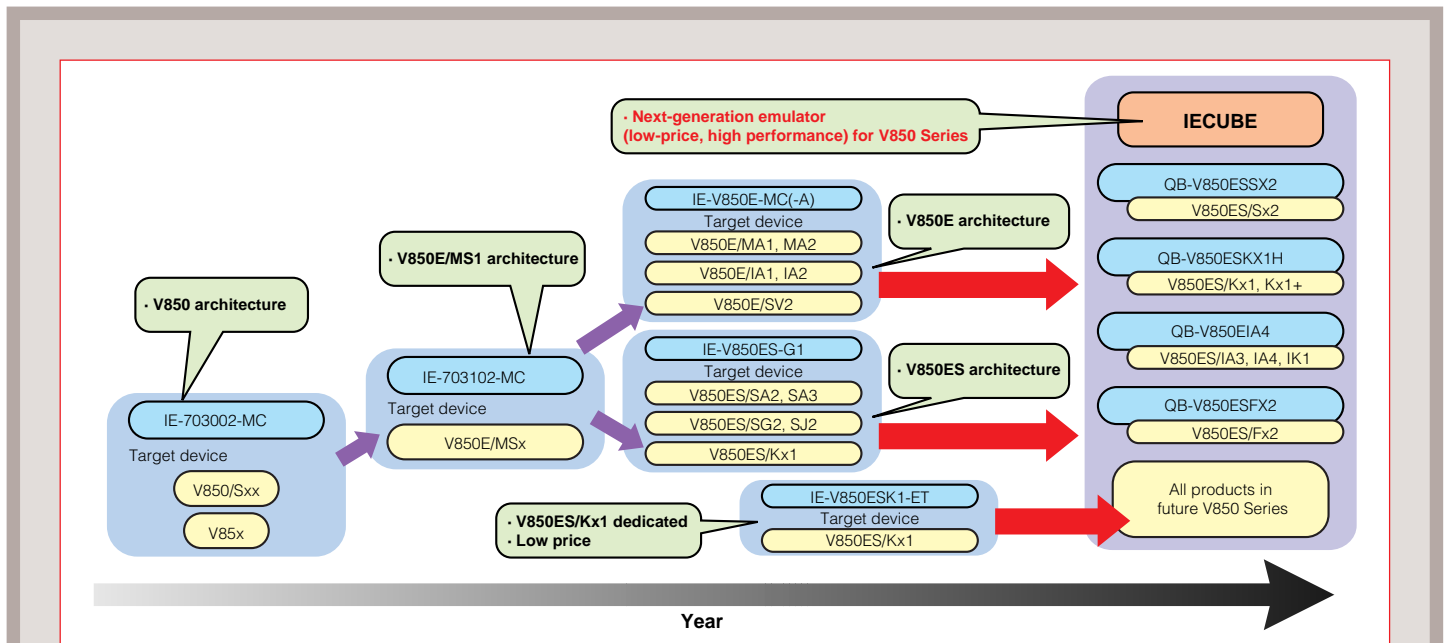 · Next-generation emulator
(low-price, high performance) for V850 Series
IECUBE
QB-V850ESSX2
V850ES/Sx2
QB-V850ESKX1H
V850ES/Kx1, Kx1+
QB-V850EIA4
V850ES/IA3, IA4, IK1
QB-V850ESFX2
V850ES/Fx2
All products in
future V850 Series
IE-V850E-MC(-A)
Target device
V850E/MA1, MA2
V850E/IA1, IA2
V850E/SV2
· V850E architecture
· V850E/MS1 architecture
· V850 architecture
IE-703002-MC
Target device
V850/Sxx
V85x
IE-703102-MC
Target device
V850E/MSx
IE-V850ES-G1
Target device
V850ES/SA2, SA3
V850ES/SG2, SJ2
V850ES/Kx1
· V850ES architecture
· V850ES/Kx1 dedicated
· Low price
IE-V850ESK1-ET
Target device
V850ES/Kx1
Year